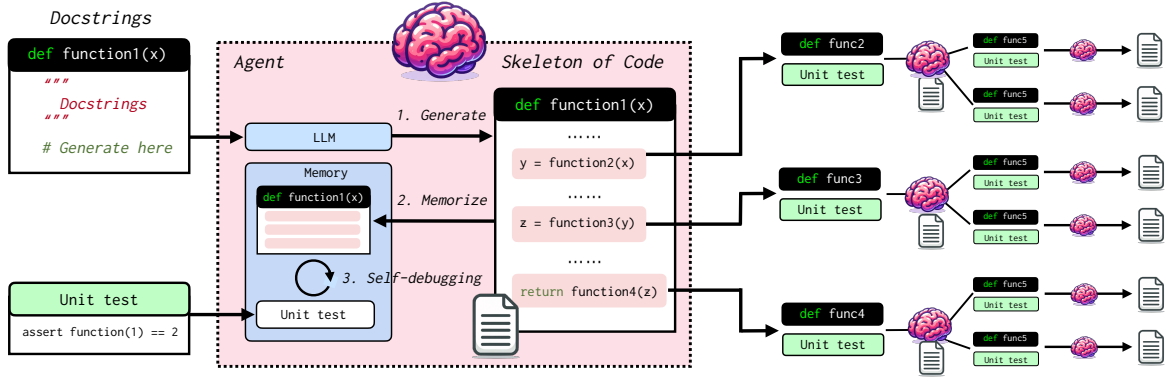 Docstrings
def function1(x)
“””
Docstrings
“””
# Generate here
Unit test
assert function(1) == 2
Agent
Skeleton of Code
LLM
1. Generate
Memory
def function1(x)
2. Memorize
3. Self-debugging
Unit test
def function1(x)
......
y = function2(x)
......
z = function3(y)
......
return function4(z)
def func2
Unit test
def func5
Unit test
def func5
Unit test
def func3
Unit test
def func5
Unit test
def func5
Unit test
def func4
Unit test
def func5
Unit test
def func5
Unit test